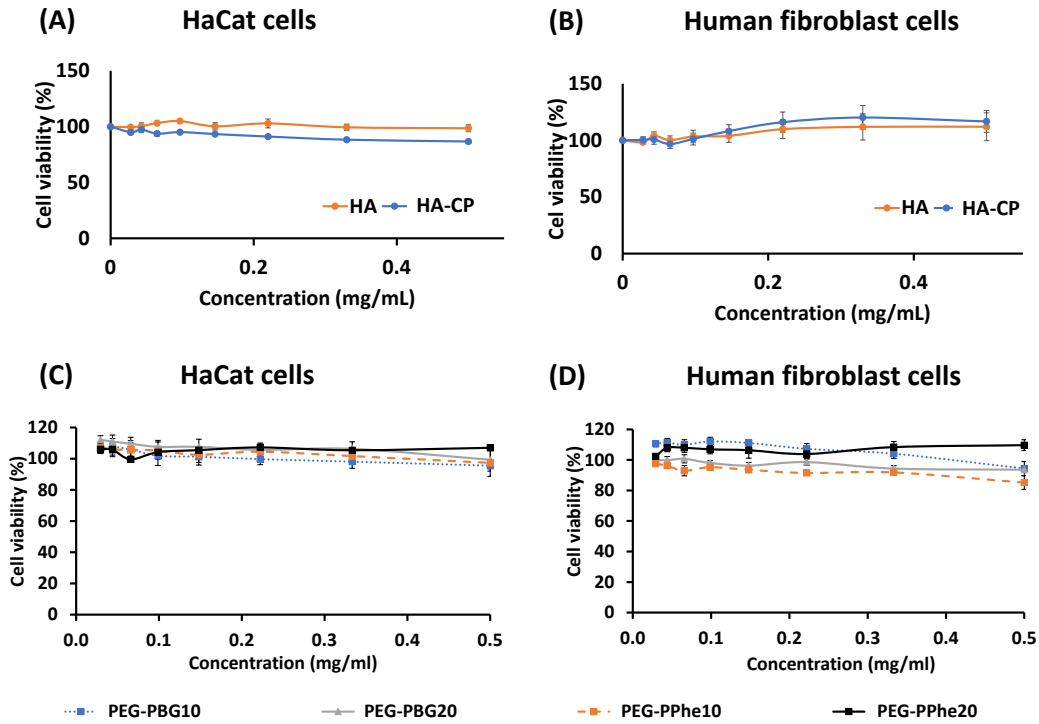 (A) HaCat cells
150
100
50
0
0 0.2 0.4
Cell viability (%)
HA HA-CP
Concentration (mg/mL)
(B) Human fibroblast cells
150
100
50
0
0 0.2 0.4
Cel viability (%)
HA HA-CP
Concentration (mg/mL)
(C) HaCat cells
120
100
80
60
40
20
0
0.0 0.1 0.2 0.3 0.4 0.5
Cell viability (%)
Concentration (mg/ml)
(D) Human fibroblast cells
120
100
80
60
40
20
0
0.0 0.1 0.2 0.3 0.4 0.5
Cell viability (%)
Concentration (mg/ml)
PEG-PBG10 PEG-PBG20 PEG-PPhe10 PEG-PPhe20